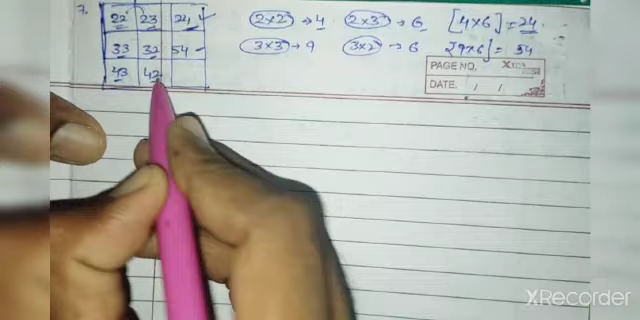 7. 22 23 24 (2×2) → 4 (2×3) → 6 [4×6] = 24
33 32 54 (3×3) → 9 (3×2) → 6 [9×6] = 54
43 42
PAGE NO.
DATE. / /
XRecorder